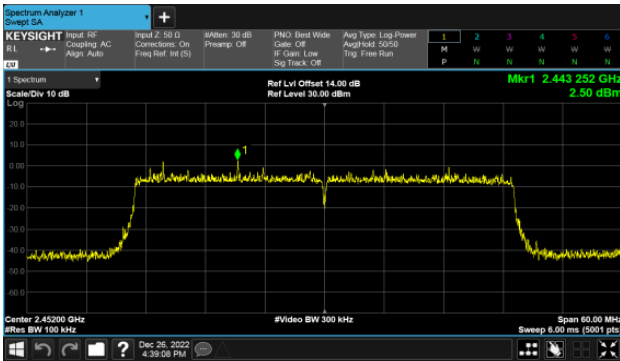 Spectrum Analyzer 1
Swept SA
KEYSIGHT Input: RF Input Z: 50 Ω #Atten: 30 dB PNO: Best Wide Avg Type: Log-Power 1 2 3 4 5 6
RL Coupling: AC Corrections: On Preamp: Off Gate: Off Avg|Hold: 50/50 M W W W W W
Align: Auto Freq Ref: Int (S) IF Gain: Low Trig: Free Run P N N N N N
LXI Sig Track: Off
1 Spectrum Ref Lvl Offset 14.00 dB Mkr1 2.443 252 GHz
Scale/Div 10 dB Ref Level 30.00 dBm 2.50 dBm
Log
20.0
10.0
1
0.00
-10.0
-20.0
-30.0
-40.0
-50.0
-60.0
Center 2.45200 GHz #Video BW 300 kHz Span 60.00 MHz
#Res BW 100 kHz Sweep 6.00 ms (5001 pts)
? Dec 26, 2022
4:39:08 PM